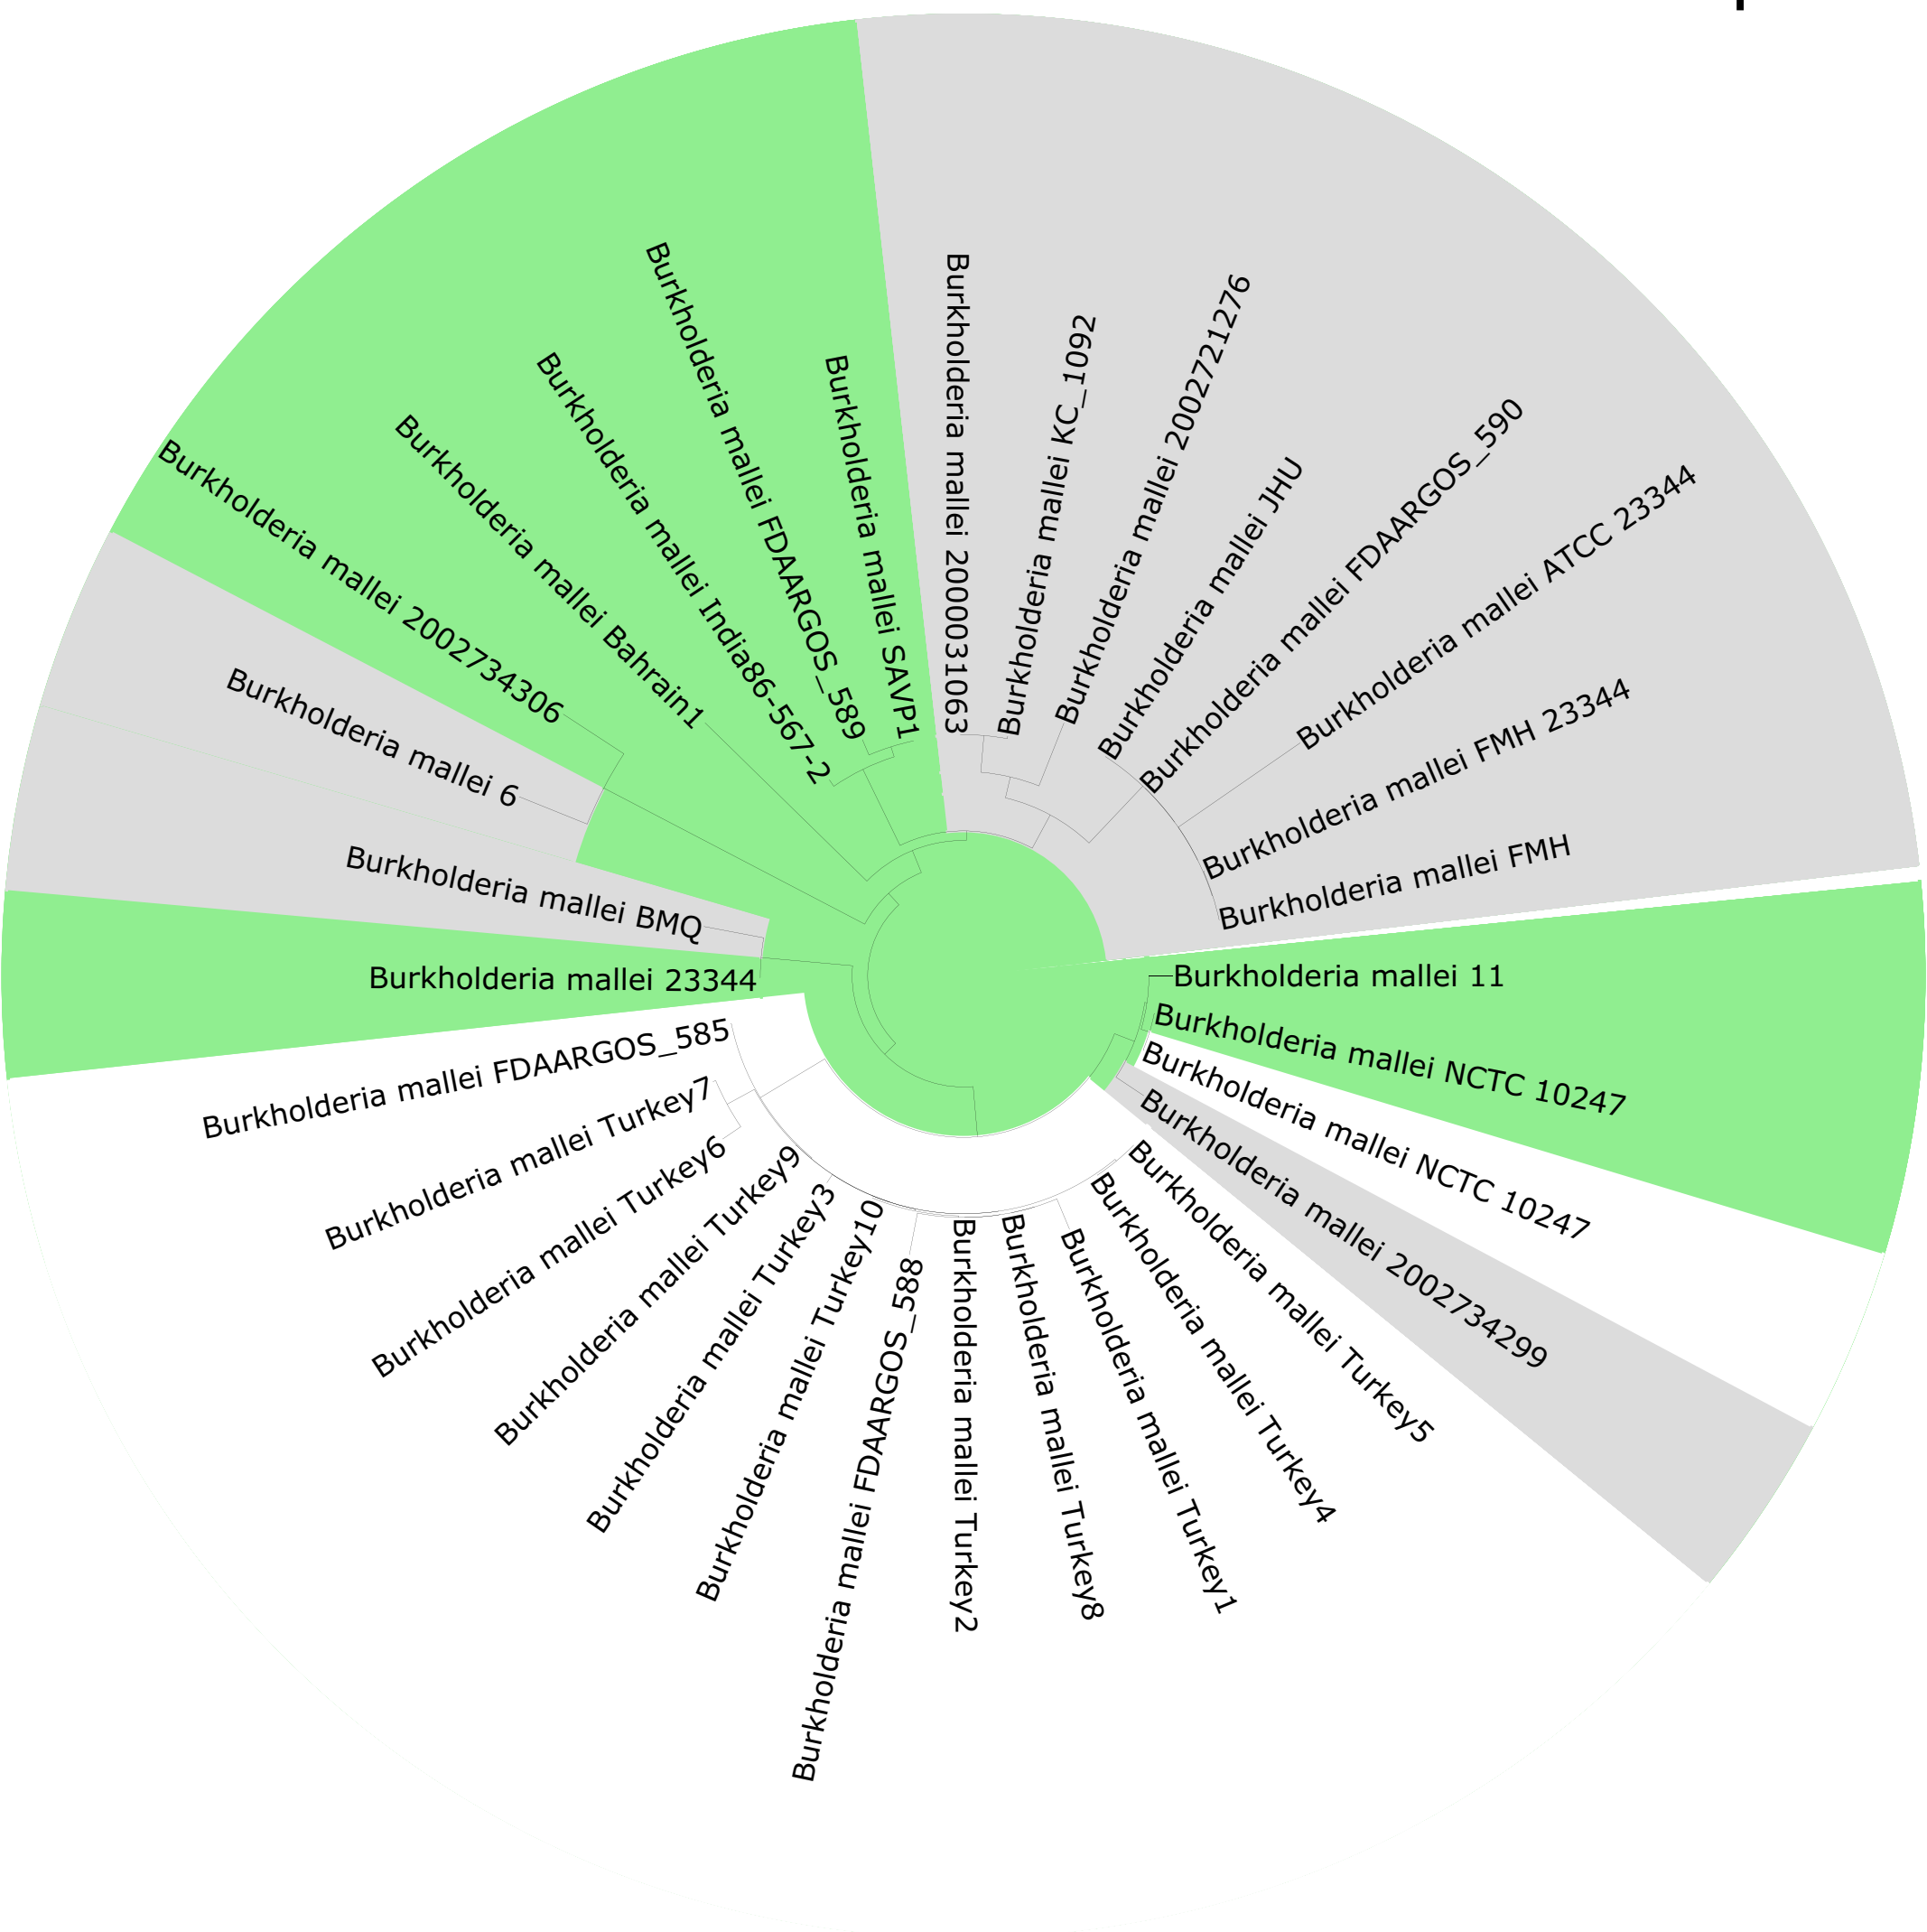 Burkholderia mallei 2000031063
Burkholderia mallei KC_1092
Burkholderia mallei 2002721276
Burkholderia mallei JHU
Burkholderia mallei FDAARGOS_590
Burkholderia mallei ATCC 23344
Burkholderia mallei FMH 23344
Burkholderia mallei FMH
Burkholderia mallei 11
Burkholderia mallei NCTC 10247
Burkholderia mallei NCTC 10247
Burkholderia mallei 2002734299
Burkholderia mallei Turkey5
Burkholderia mallei Turkey4
Burkholderia mallei Turkey1
Burkholderia mallei Turkey8
Burkholderia mallei Turkey2
Burkholderia mallei FDAARGOS_588
Burkholderia mallei Turkey10
Burkholderia mallei Turkey3
Burkholderia mallei Turkey9
Burkholderia mallei Turkey6
Burkholderia mallei Turkey7
Burkholderia mallei FDAARGOS_585
Burkholderia mallei 23344
Burkholderia mallei BMQ
Burkholderia mallei 6
Burkholderia mallei 2002734306
Burkholderia mallei Bahrain1
Burkholderia mallei India86-567-2
Burkholderia mallei FDAARGOS_589
Burkholderia mallei SAVP1